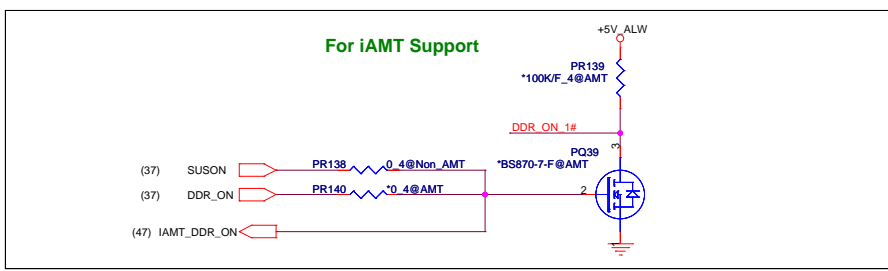 For iAMT Support
+5V_ALW
PR139
*100K/F_4@AMT
DDR_ON_1#
3
PQ39
*BS870-7-F@AMT
(37) SUSON PR138 0_4@Non_AMT
(37) DDR_ON PR140 *0_4@AMT 2
(47) IAMT_DDR_ON
1